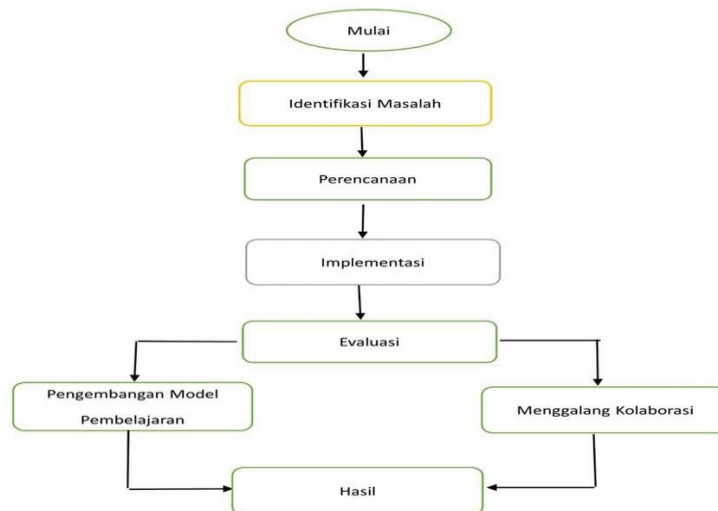 Mulai
Identifikasi Masalah
Perencanaan
Implementasi
Evaluasi
Pengembangan Model
Pembelajaran
Menggalang Kolaborasi
Hasil